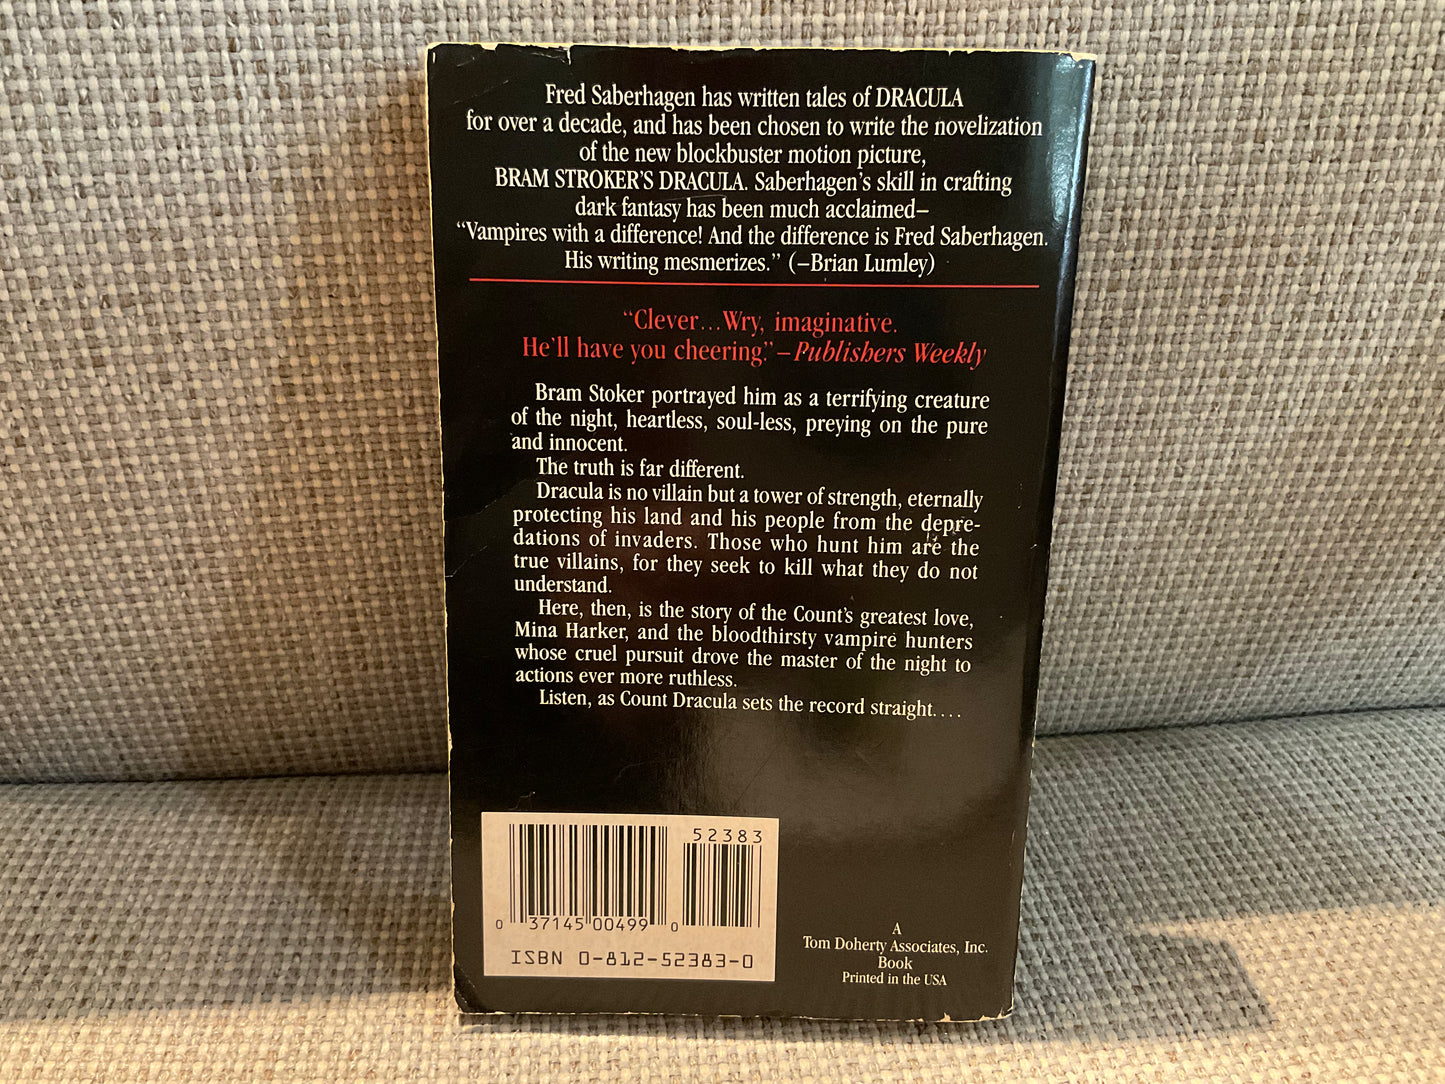 Fred Saberhagen has written tales of DRACULA
for over a decade, and has been chosen to write the novelization
of the new blockbuster motion picture,
BRAM STROKER'S DRACULA. Saberhagen's skill in crafting
dark fantasy has been much acclaimed–
“Vampires with a difference! And the difference is Fred Saberhagen.
His writing mesmerizes.” (–Brian Lumley)
“Clever...Wry, imaginative.
He'll have you cheering.”–Publishers Weekly
Bram Stoker portrayed him as a terrifying creature
of the night, heartless, soul-less, preying on the pure
and innocent.
The truth is far different.
Dracula is no villain but a tower of strength, eternally
protecting his land and his people from the depre-
dations of invaders. Those who hunt him are the
true villains, for they seek to kill what they do not
understand.
Here, then, is the story of the Count's greatest love,
Mina Harker, and the bloodthirsty vampire hunters
whose cruel pursuit drove the master of the night to
actions ever more ruthless.
Listen, as Count Dracula sets the record straight....
52383
0 37145 00499 0
ISBN 0-812-52383-0
A
Tom Doherty Associates, Inc.
Book
Printed in the USA